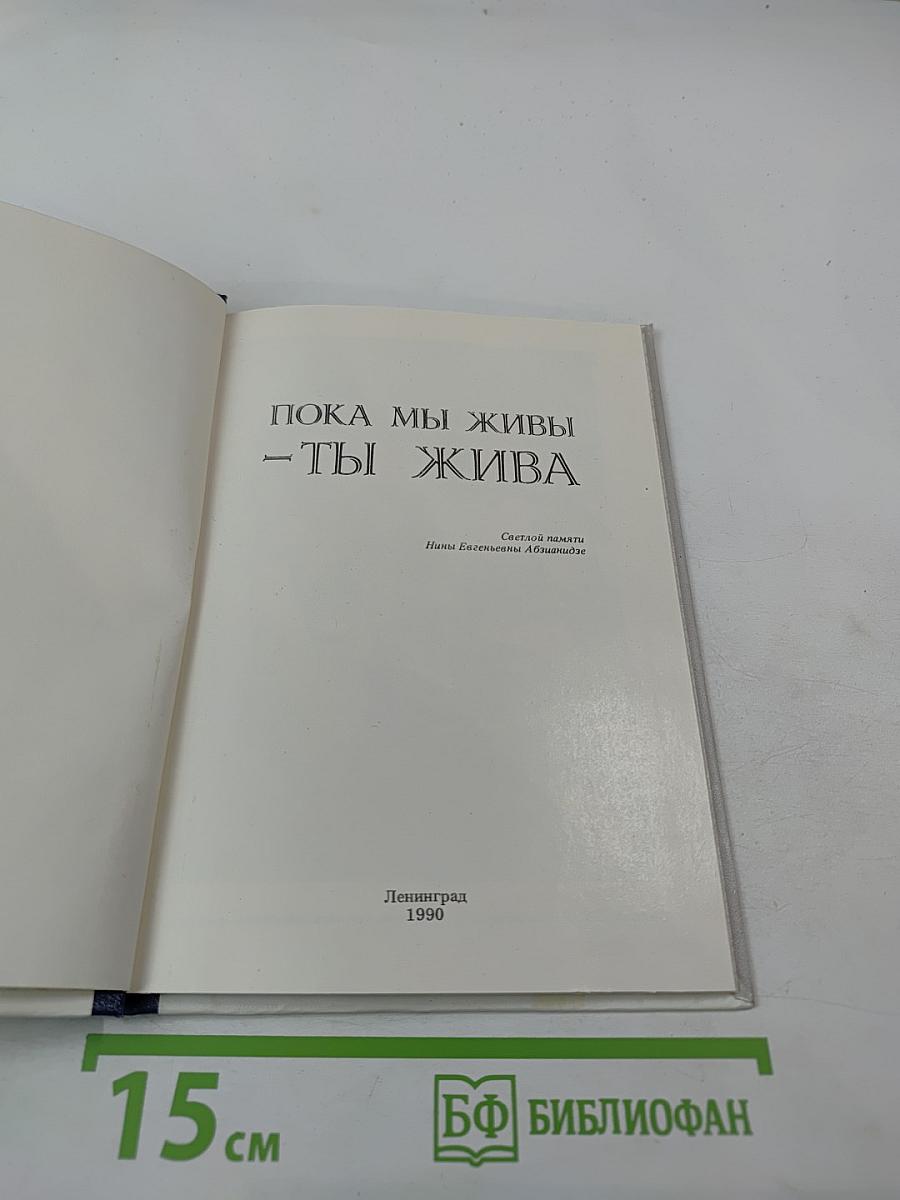 ПОКА МЫ ЖИВЫ
– ТЫ ЖИВА
Светлой памяти
Нины Евгеньевны Абзианидзе
Ленинград
1990
15 см
БФ БИБЛИОФАН